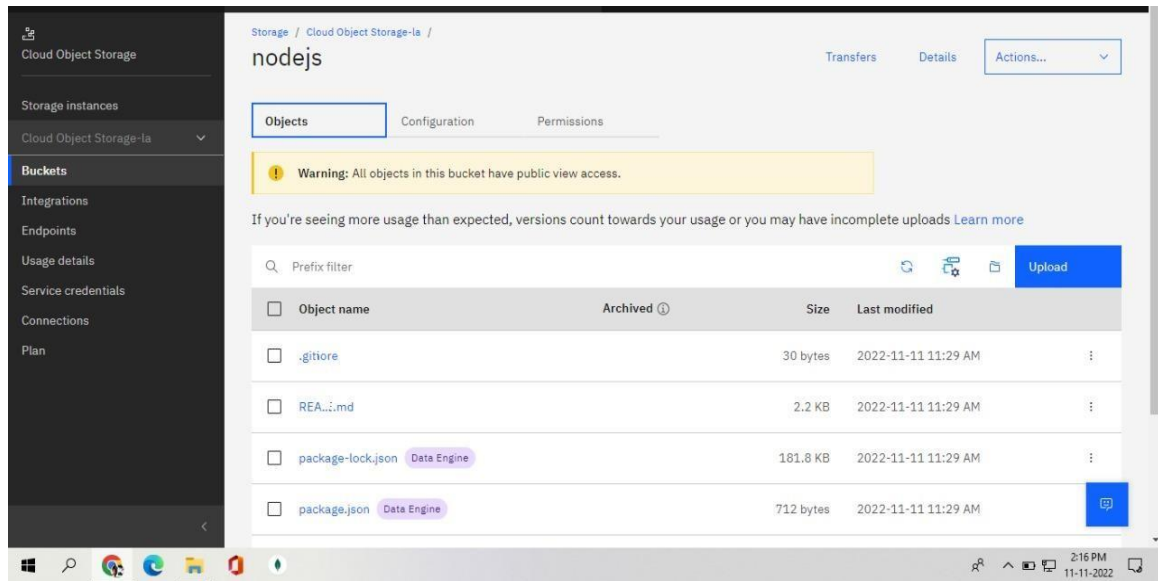 Cloud Object Storage
Storage instances
Cloud Object Storage-la
Buckets
Integrations
Endpoints
Usage details
Service credentials
Connections
Plan
Storage / Cloud Object Storage-la /
nodejs
Transfers Details Actions...
Objects Configuration Permissions
Warning: All objects in this bucket have public view access.
If you're seeing more usage than expected, versions count towards your usage or you may have incomplete uploads Learn more
Prefix filter Upload
Object name Archived Size Last modified
.gitiore 30 bytes 2022-11-11 11:29 AM
REA...md 2.2 KB 2022-11-11 11:29 AM
package-lock.json Data Engine 181.8 KB 2022-11-11 11:29 AM
package.json Data Engine 712 bytes 2022-11-11 11:29 AM
2:16 PM
11-11-2022